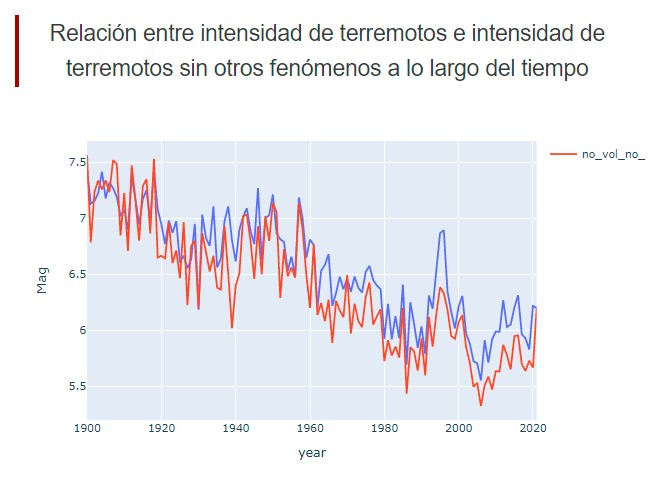 Relación entre intensidad de terremotos e intensidad de
terremotos sin otros fenómenos a lo largo del tiempo
no_vol_no_
7.5
7
6.5
6
5.5
Mag
1900 1920 1940 1960 1980 2000 2020
year